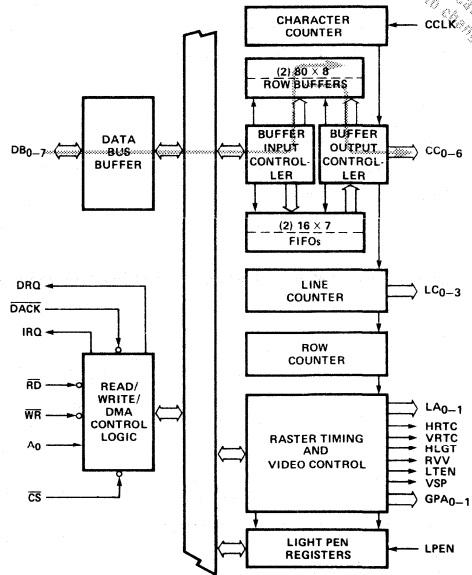 CHARACTER
COUNTER
CCLK
(2) 80 × 8
ROW BUFFERS
DATA
BUS
BUFFER
DB0–7
BUFFER
INPUT
CONTROL-
LER
BUFFER
OUTPUT
CONTROL-
LER
CC0–6
(2) 16 × 7
FIFOs
LINE
COUNTER
LC0–3
ROW
COUNTER
DRQ
DACK
IRQ
RD
WR
A0
CS
READ/
WRITE/
DMA
CONTROL
LOGIC
RASTER TIMING
AND
VIDEO CONTROL
LA0–1
HRTC
VRTC
HLGT
RVV
LTEN
VSP
GPA0–1
LIGHT PEN
REGISTERS
LPEN
to chang